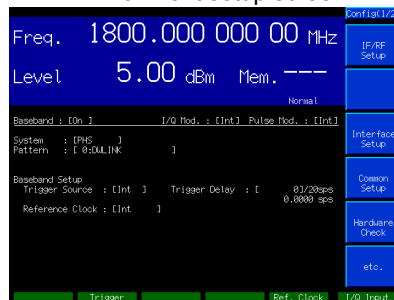 Config(1/2
Freq. 1800.000 000 00 MHz
IF/RF
Setup
Level 5.00 dBm Mem.---
Normal
Baseband : [On ] I/Q Mod. : [Int] Pulse Mod. : [Int]
Interface
Setup
System : [PHS ]
Pattern : [ 0:DWLINK ]
Baseband Setup
Common
Setup
Trigger Source : [Int ] Trigger Delay : [ 0]/20sps
0.0000 sps
Reference Clock : [Int ]
Hardware
Check
etc.
Trigger Ref. Clock I/Q Input